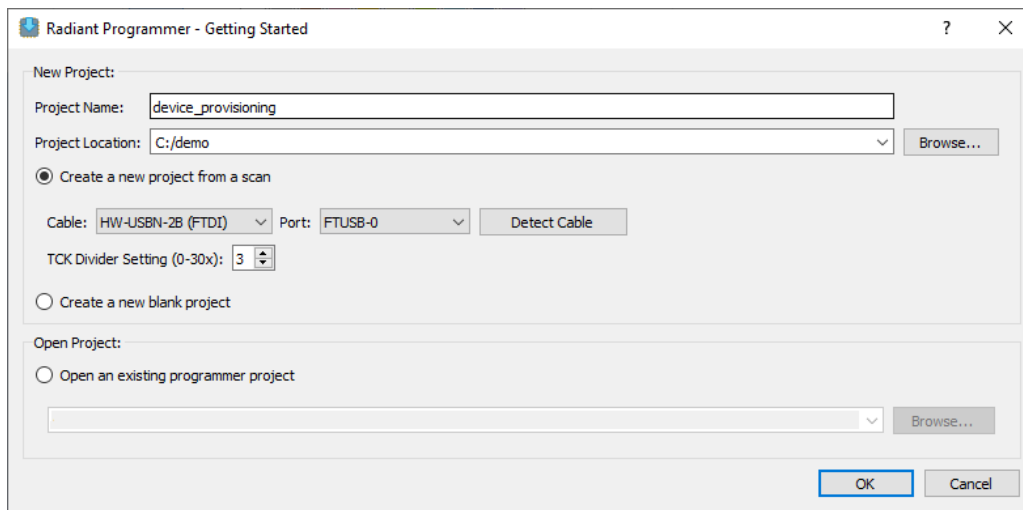 Radiant Programmer - Getting Started ?
New Project:
Project Name: device_provisioning
Project Location: C:/demo Browse...
Create a new project from a scan
Cable: HW-USBN-2B (FTDI) Port: FTUSB-0 Detect Cable
TCK Divider Setting (0-30x): 3
Create a new blank project
Open Project:
Open an existing programmer project
Browse...
OK Cancel